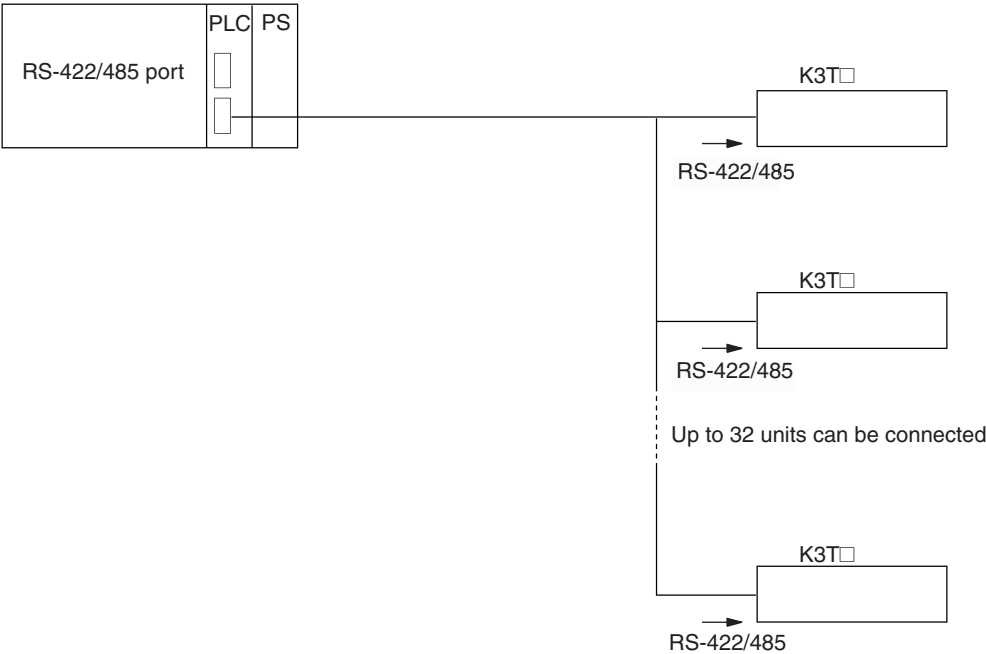 PLC PS
RS-422/485 port
K3T□
RS-422/485
K3T□
RS-422/485
Up to 32 units can be connected
K3T□
RS-422/485